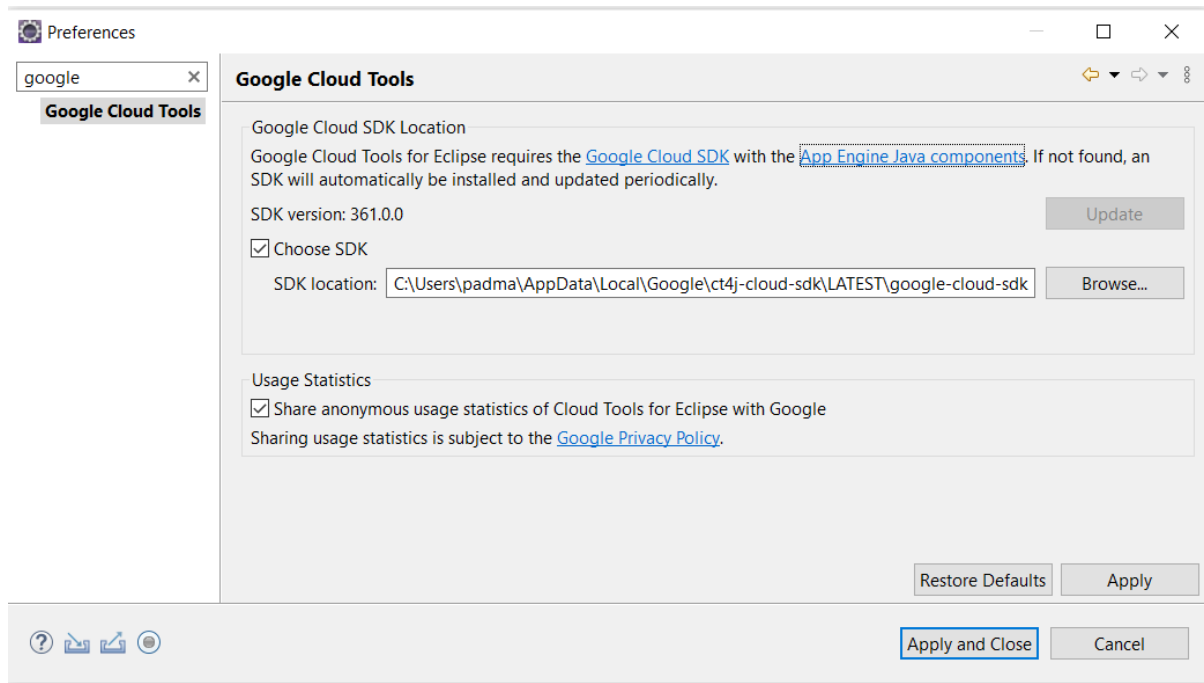 Preferences
google
Google Cloud Tools
Google Cloud Tools
Google Cloud SDK Location
Google Cloud Tools for Eclipse requires the Google Cloud SDK with the App Engine Java components. If not found, an
SDK will automatically be installed and updated periodically.
SDK version: 361.0.0
Update
Choose SDK
SDK location: C:\Users\padma\AppData\Local\Google\ct4j-cloud-sdk\LATEST\google-cloud-sdk
Browse...
Usage Statistics
Share anonymous usage statistics of Cloud Tools for Eclipse with Google
Sharing usage statistics is subject to the Google Privacy Policy.
Restore Defaults
Apply
Apply and Close
Cancel